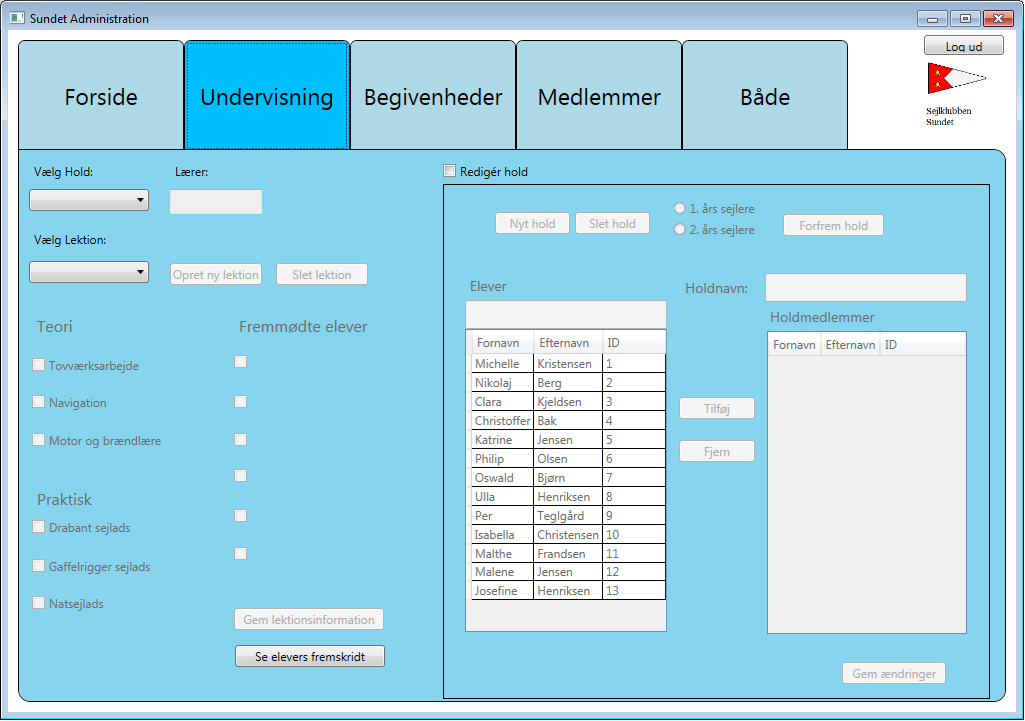 Sundet Administration
Log ud
Forside
Undervisning
Begivenheder
Medlemmer
Både
Sejlklubben
Sundet
Vælg Hold:
Lærer:
Vælg Lektion:
Opret ny lektion
Slet lektion
Teori
Fremmødte elever
Tovværksarbejde
Navigation
Motor og brændlære
Praktisk
Drabant sejlads
Gaffelrigger sejlads
Natsejlads
Gem lektionsinformation
Se elevers fremskridt
Redigér hold
Nyt hold
Slet hold
1. års sejlere
2. års sejlere
Forfrem hold
Elever
Fornavn Efternavn ID
Michelle Kristensen 1
Nikolaj Berg 2
Clara Kjeldsen 3
Christoffer Bak 4
Katrine Jensen 5
Philip Olsen 6
Oswald Bjørn 7
Ulla Henriksen 8
Per Teglgård 9
Isabella Christensen 10
Malthe Frandsen 11
Malene Jensen 12
Josefine Henriksen 13
Tilføj
Fjern
Holdnavn:
Holdmedlemmer
Fornavn Efternavn ID
Gem ændringer